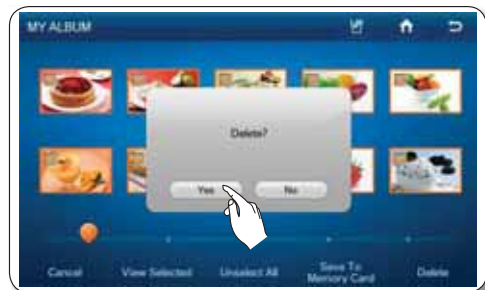 MY ALBUM
Delete?
Yes
No
Cancel
View Selected
Unselect All
Save To
Memory Card
Delete